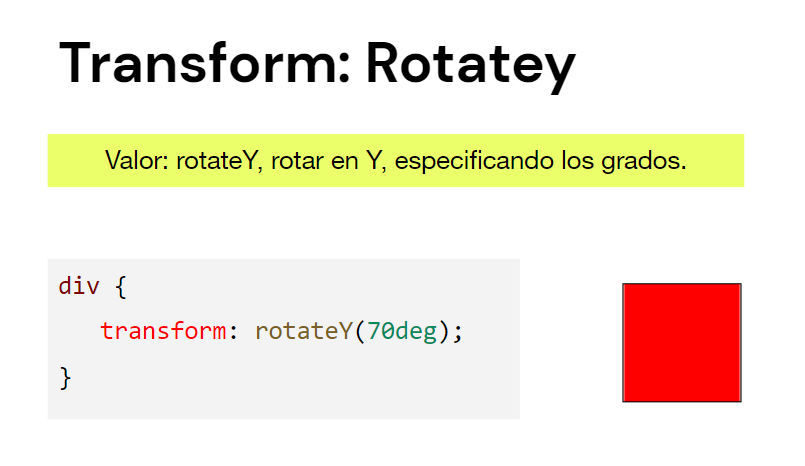 Transform: Rotatey
Valor: rotateY, rotar en Y, especificando los grados.
div {
transform: rotateY(70deg);
}